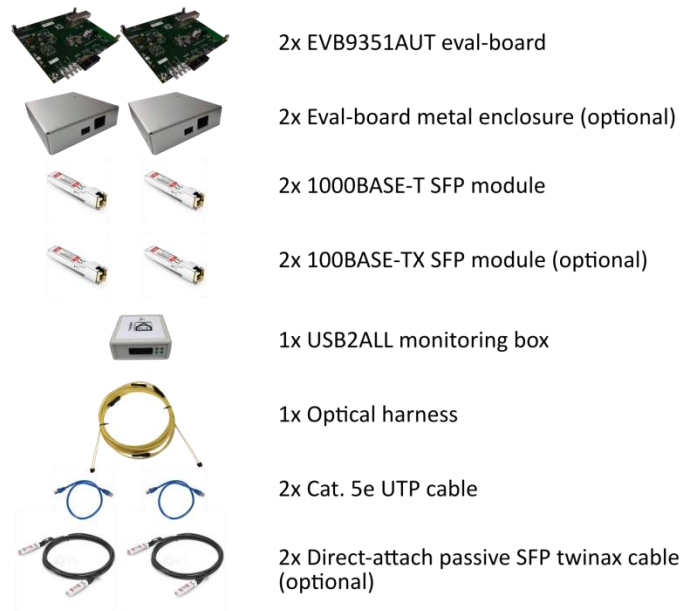 2x EVB9351AUT eval-board
2x Eval-board metal enclosure (optional)
2x 1000BASE-T SFP module
2x 100BASE-TX SFP module (optional)
1x USB2ALL monitoring box
1x Optical harness
2x Cat. 5e UTP cable
2x Direct-attach passive SFP twinax cable
(optional)